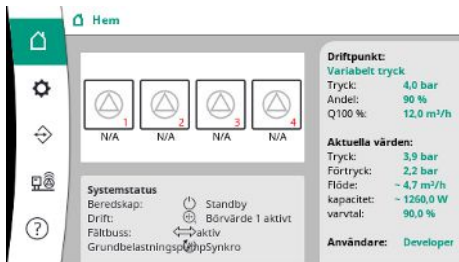 Hem
1
2
3
4
N/A
N/A
N/A
N/A
Systemstatus
Beredskap: Standby
Drift: Börvärde 1 aktivt
Fältbuss: aktiv
Grundbelastningspump Synkro
Driftpunkt:
Variabelt tryck
Tryck: 4,0 bar
Andel: 90 %
Q100 %: 12,0 m³/h
Aktuella värden:
Tryck: 3,9 bar
Förtryck: 2,2 bar
Flöde: ~ 4,7 m³/h
kapacitet: ~ 1260,0 W
varvtal: 90,0 %
Användare: Developer
?